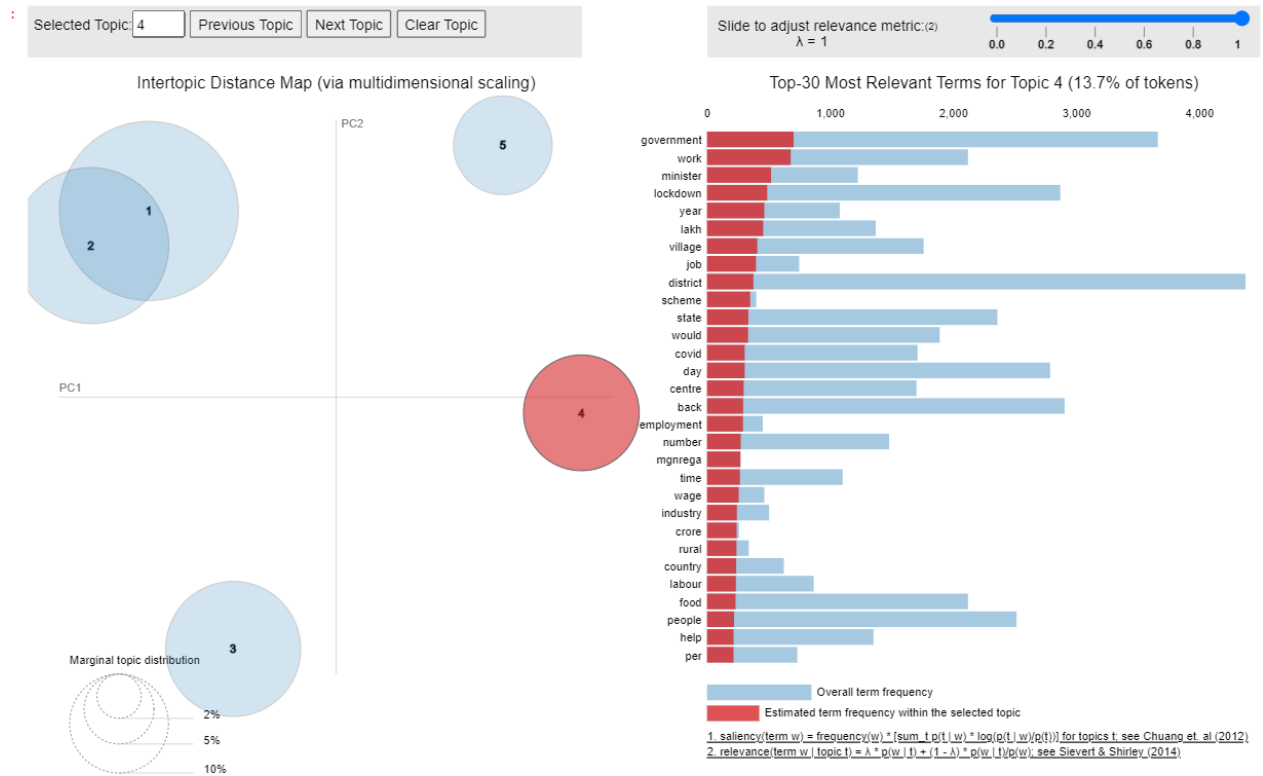 :
Selected Topic: 4 Previous Topic Next Topic Clear Topic
Slide to adjust relevance metric:(2)
λ = 1
0.0 0.2 0.4 0.6 0.8 1
Intertopic Distance Map (via multidimensional scaling)
PC2
PC1
5
1
2
4
3
Marginal topic distribution
2%
5%
10%
Top-30 Most Relevant Terms for Topic 4 (13.7% of tokens)
0 1,000 2,000 3,000 4,000
government
work
minister
lockdown
year
lakh
village
job
district
scheme
state
would
covid
day
centre
back
employment
number
mgnrega
time
wage
industry
crore
rural
country
labour
food
people
help
per
Overall term frequency
Estimated term frequency within the selected topic
1. saliency(term w) = frequency(w) * [sum_t p(t | w) * log(p(t | w)/p(t))] for topics t; see Chuang et. al (2012)
2. relevance(term w | topic t) = λ * p(w | t) + (1 - λ) * p(w | t)/p(w); see Sievert & Shirley (2014)